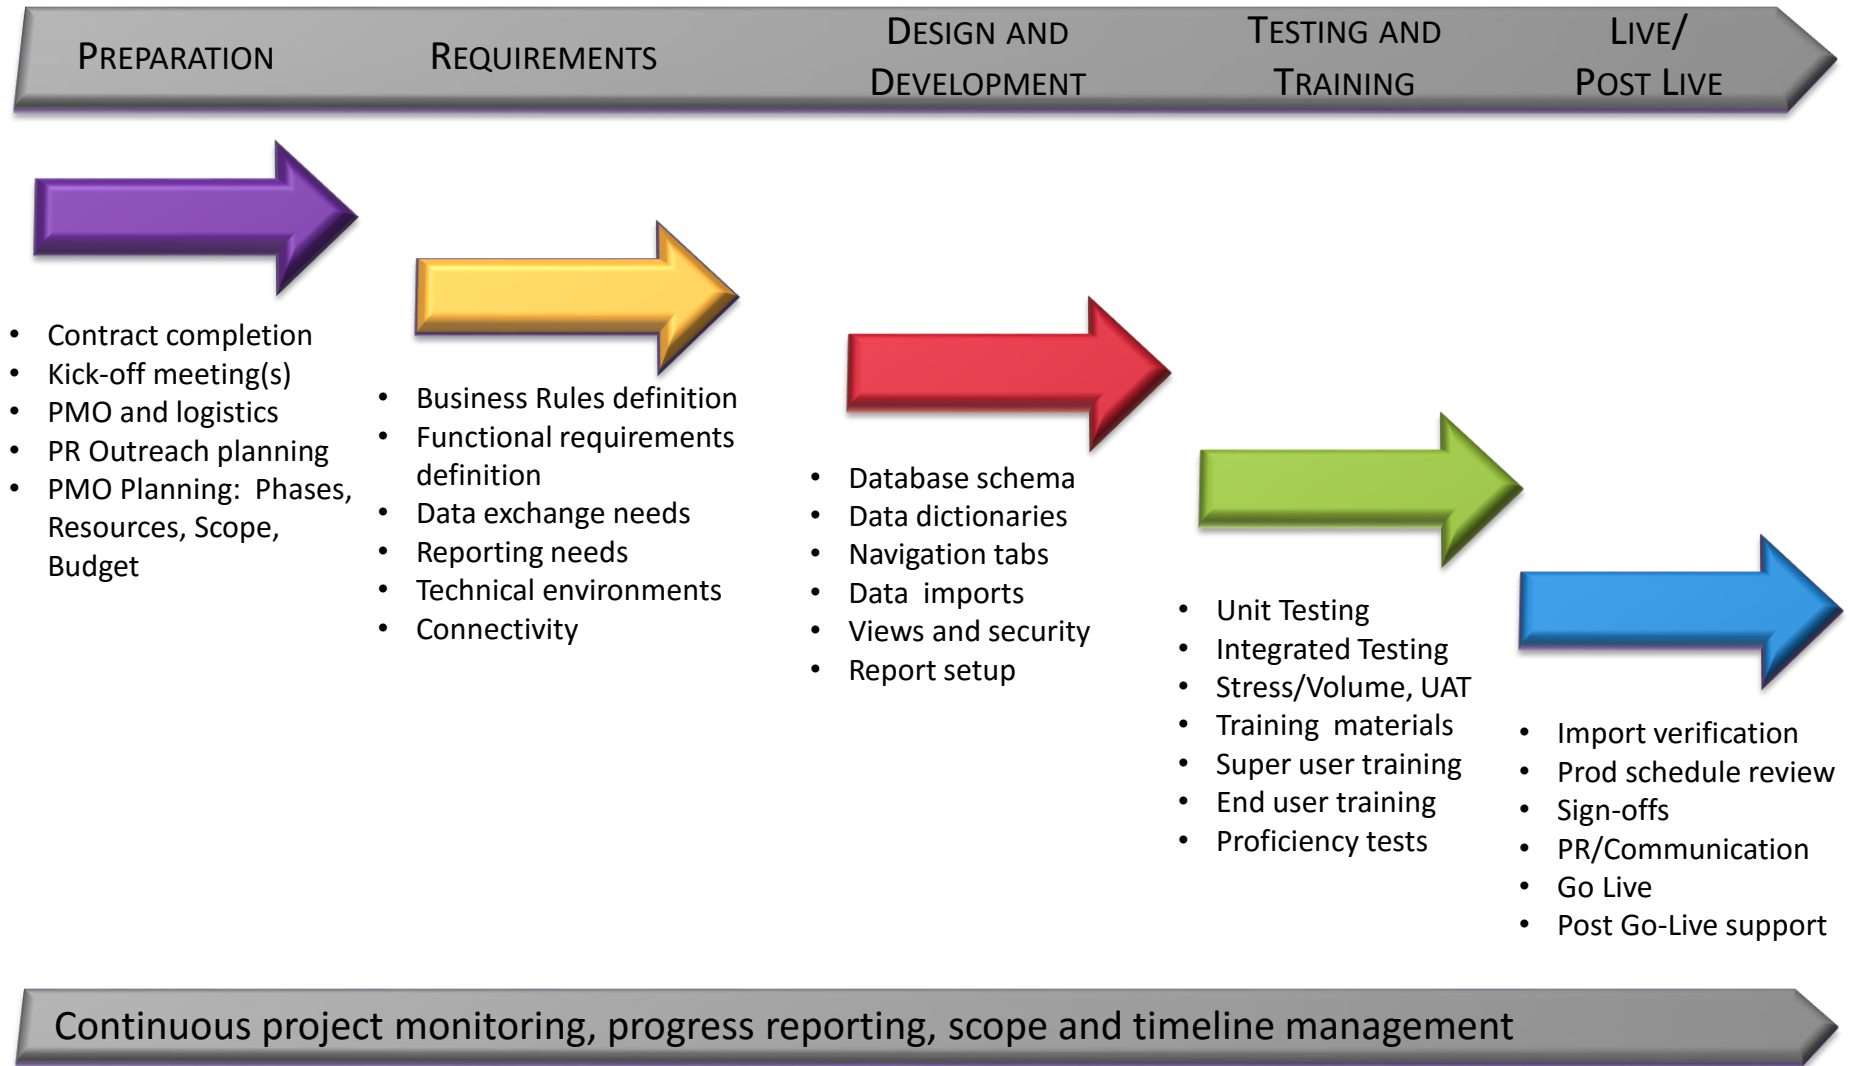 PREPARATION
REQUIREMENTS
DESIGN AND
DEVELOPMENT
TESTING AND
TRAINING
LIVE/
POST LIVE
• Contract completion
• Kick-off meeting(s)
• PMO and logistics
• PR Outreach planning
• PMO Planning:  Phases,
Resources, Scope,
Budget
• Business Rules definition
• Functional requirements
definition
• Data exchange needs
• Reporting needs
• Technical environments
• Connectivity
• Database schema
• Data dictionaries
• Navigation tabs
• Data  imports
• Views and security
• Report setup
• Unit Testing
• Integrated Testing
• Stress/Volume, UAT
• Training  materials
• Super user training
• End user training
• Proficiency tests
• Import verification
• Prod schedule review
• Sign-offs
• PR/Communication
• Go Live
• Post Go-Live support
Continuous project monitoring, progress reporting, scope and timeline management